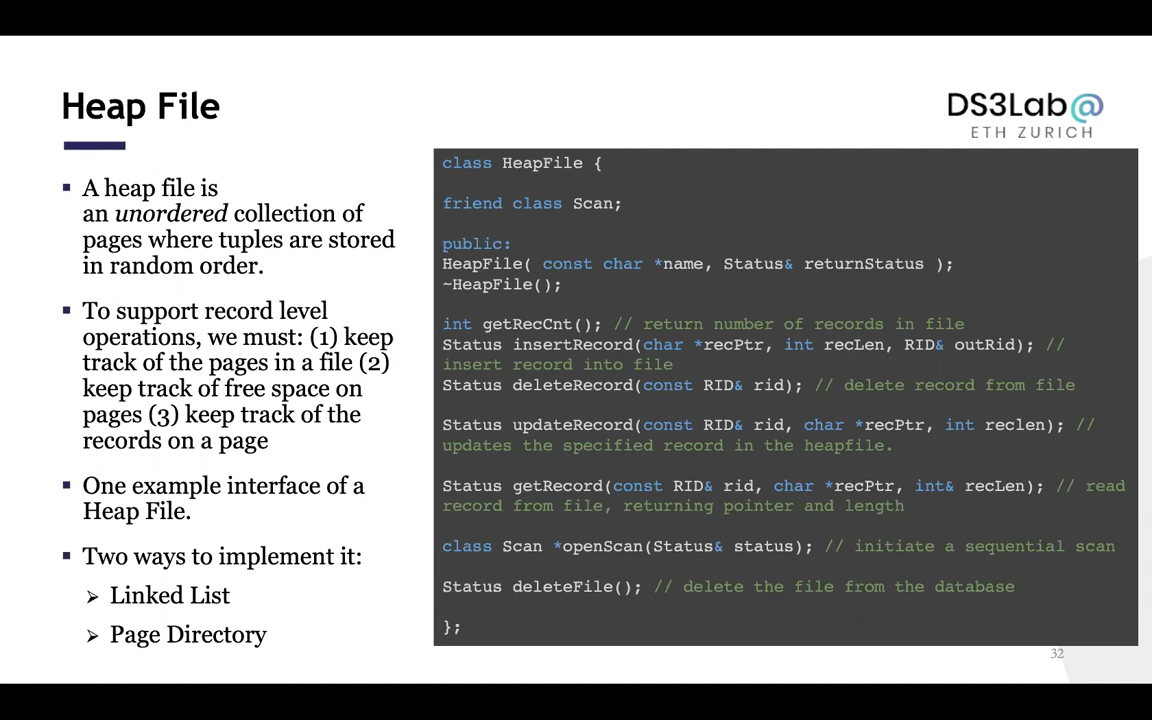 Heap File
DS3Lab@
ETH ZURICH
▪ A heap file is
an unordered collection of
pages where tuples are stored
in random order.
▪ To support record level
operations, we must: (1) keep
track of the pages in a file (2)
keep track of free space on
pages (3) keep track of the
records on a page
▪ One example interface of a
Heap File.
▪ Two ways to implement it:
➢ Linked List
➢ Page Directory
class HeapFile {
friend class Scan;
public:
HeapFile( const char *name, Status& returnStatus );
~HeapFile();
int getRecCnt(); // return number of records in file
Status insertRecord(char *recPtr, int recLen, RID& outRid); //
insert record into file
Status deleteRecord(const RID& rid); // delete record from file
Status updateRecord(const RID& rid, char *recPtr, int reclen); //
updates the specified record in the heapfile.
Status getRecord(const RID& rid, char *recPtr, int& recLen); // read
record from file, returning pointer and length
class Scan *openScan(Status& status); // initiate a sequential scan
Status deleteFile(); // delete the file from the database
};
32